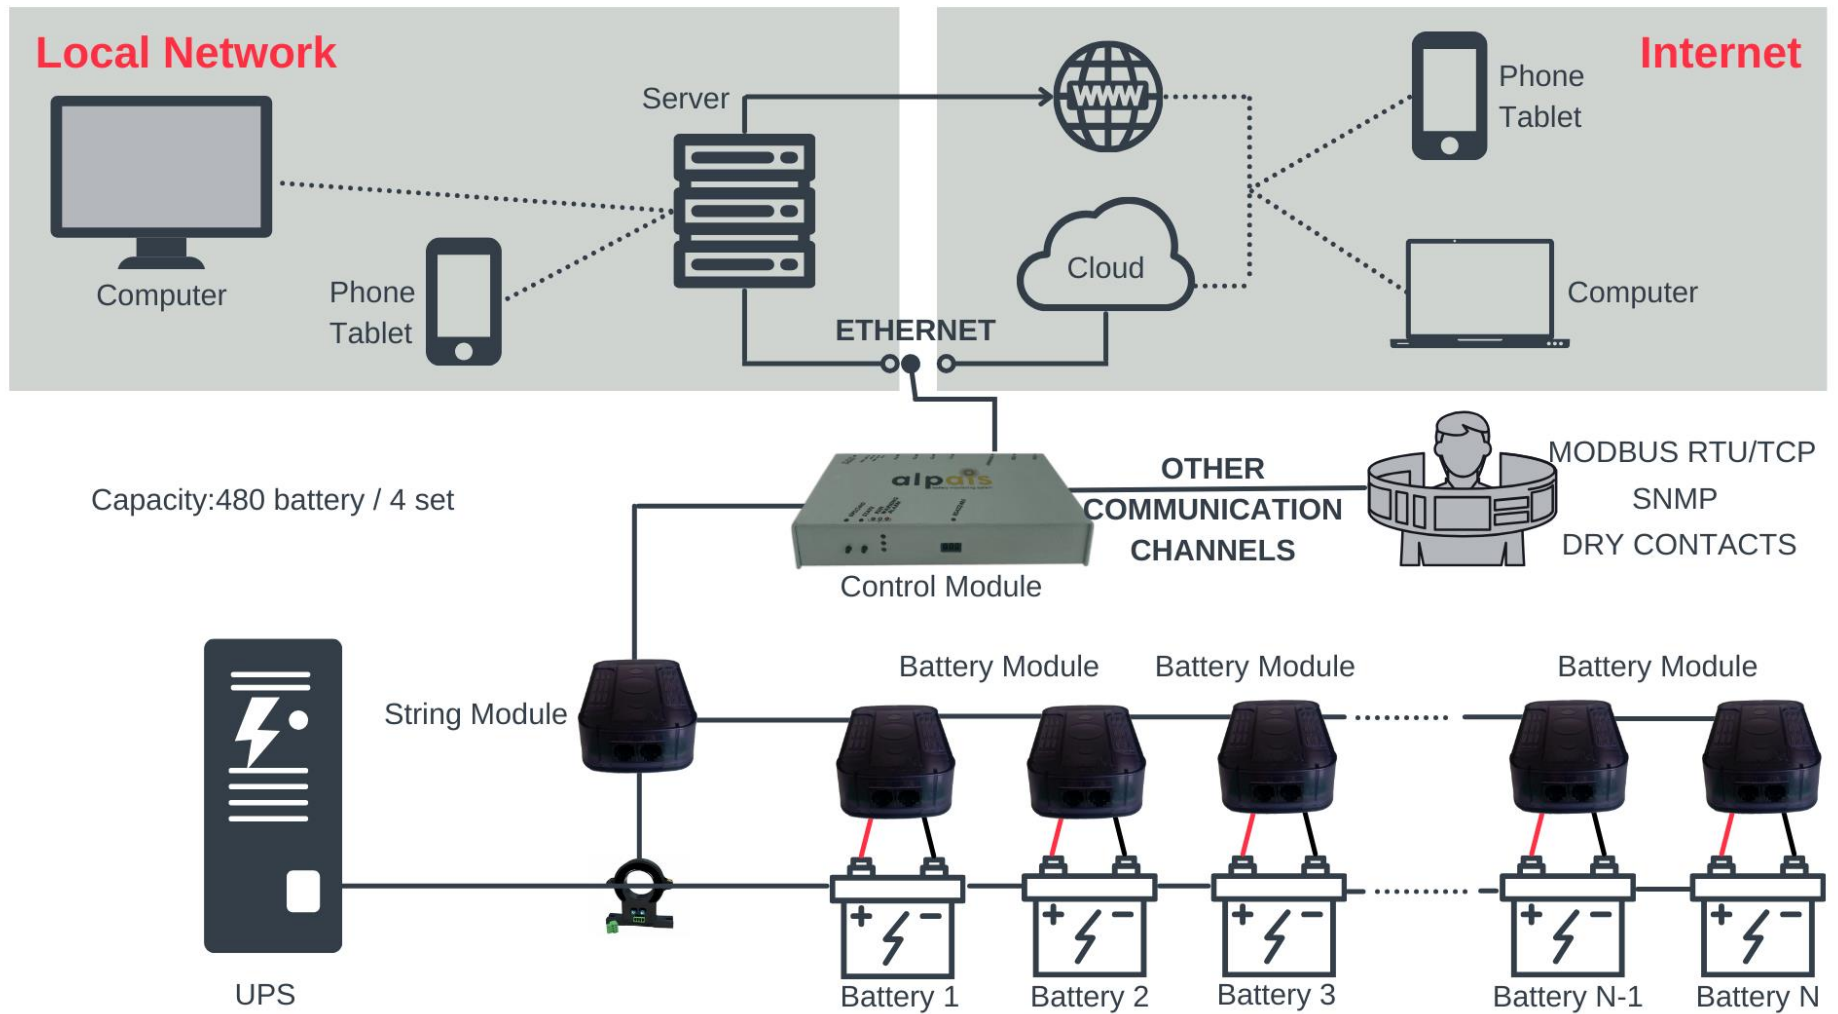 Local Network
Internet
Server
WWW
Phone
Tablet
Cloud
Computer
Phone
Tablet
Computer
ETHERNET
alpats
Capacity:480 battery / 4 set
OTHER
COMMUNICATION
CHANNELS
MODBUS RTU/TCP
SNMP
DRY CONTACTS
Control Module
String Module
Battery Module
Battery Module
Battery Module
UPS
Battery 1
Battery 2
Battery 3
Battery N-1
Battery N